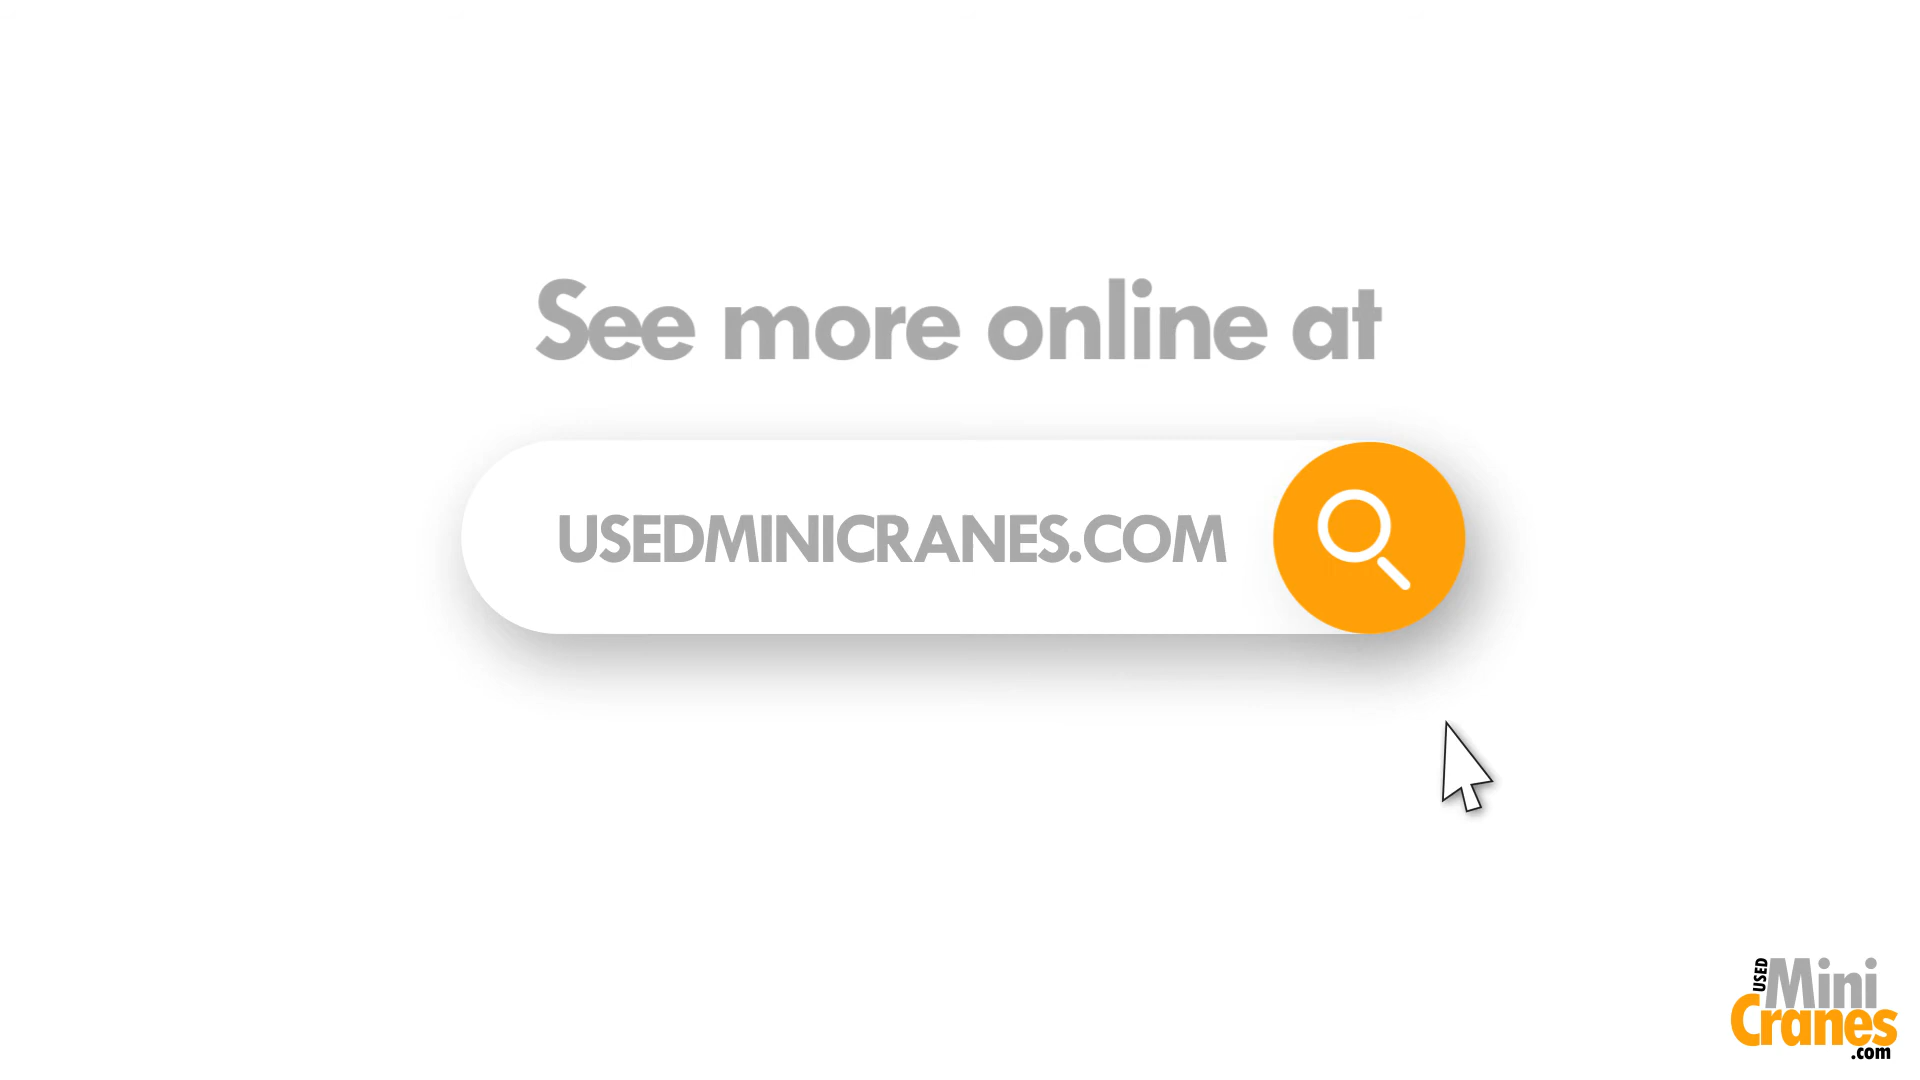 See more online at
USEDMINICRANES.COM
USED
Mini
Cranes
.com